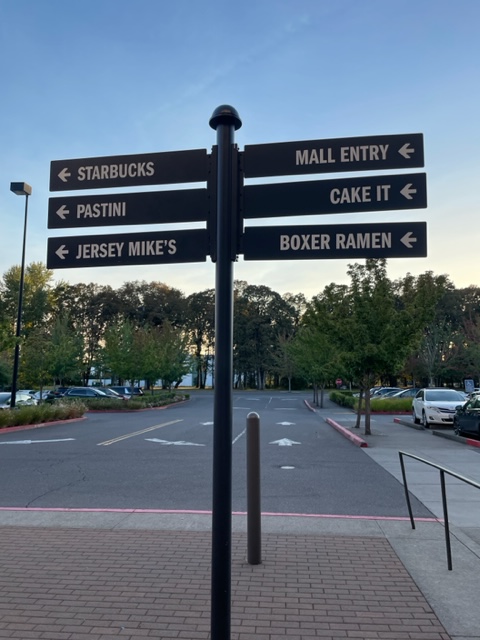 ← STARBUCKS
← PASTINI
← JERSEY MIKE'S
MALL ENTRY ←
CAKE IT ←
BOXER RAMEN ←